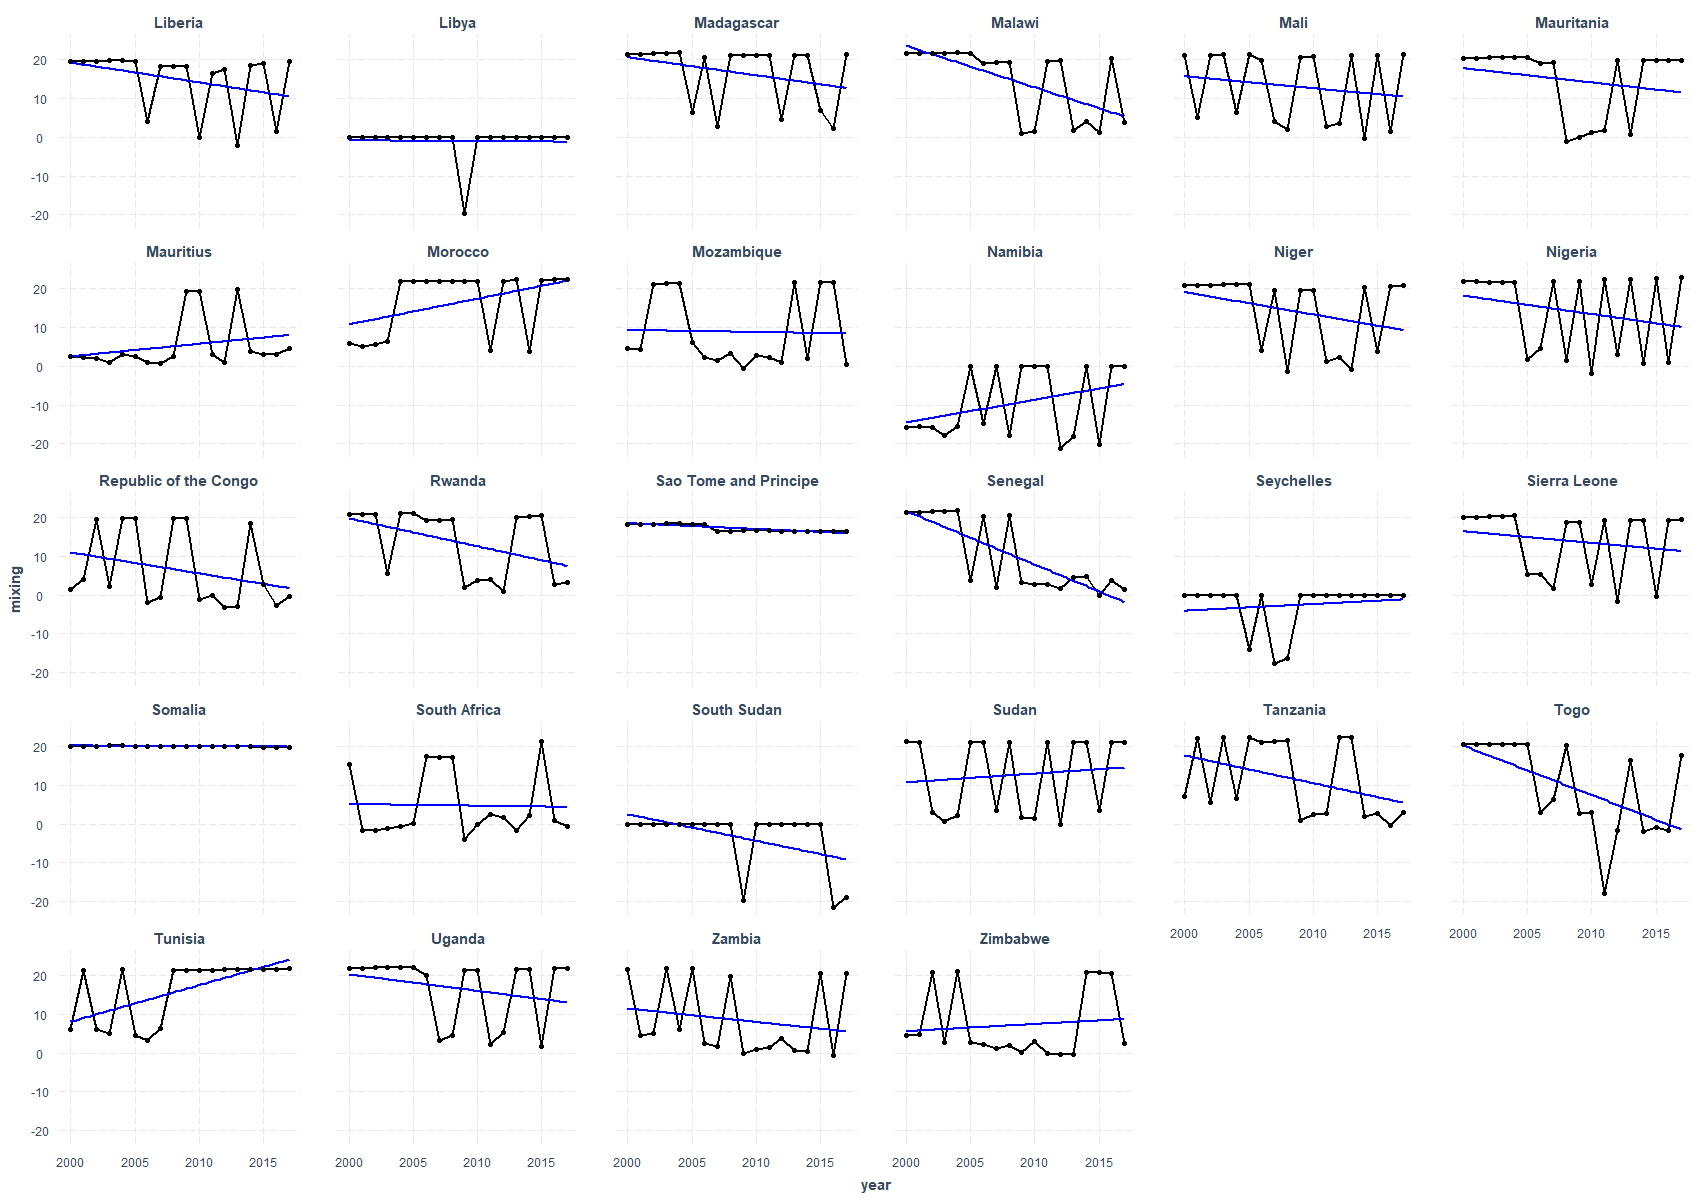 Liberia Libya Madagascar Malawi Mali Mauritania
20
10
0
-10
-20
Mauritius Morocco Mozambique Namibia Niger Nigeria
20
10
0
-10
-20
Republic of the Congo Rwanda Sao Tome and Principe Senegal Seychelles Sierra Leone
20
10
0
-10
-20
mixing
Somalia South Africa South Sudan Sudan Tanzania Togo
20
10
0
-10
-20
2000 2005 2010 2015 2000 2005 2010 2015
Tunisia Uganda Zambia Zimbabwe
20
10
0
-10
-20
2000 2005 2010 2015 2000 2005 2010 2015 2000 2005 2010 2015 2000 2005 2010 2015
year